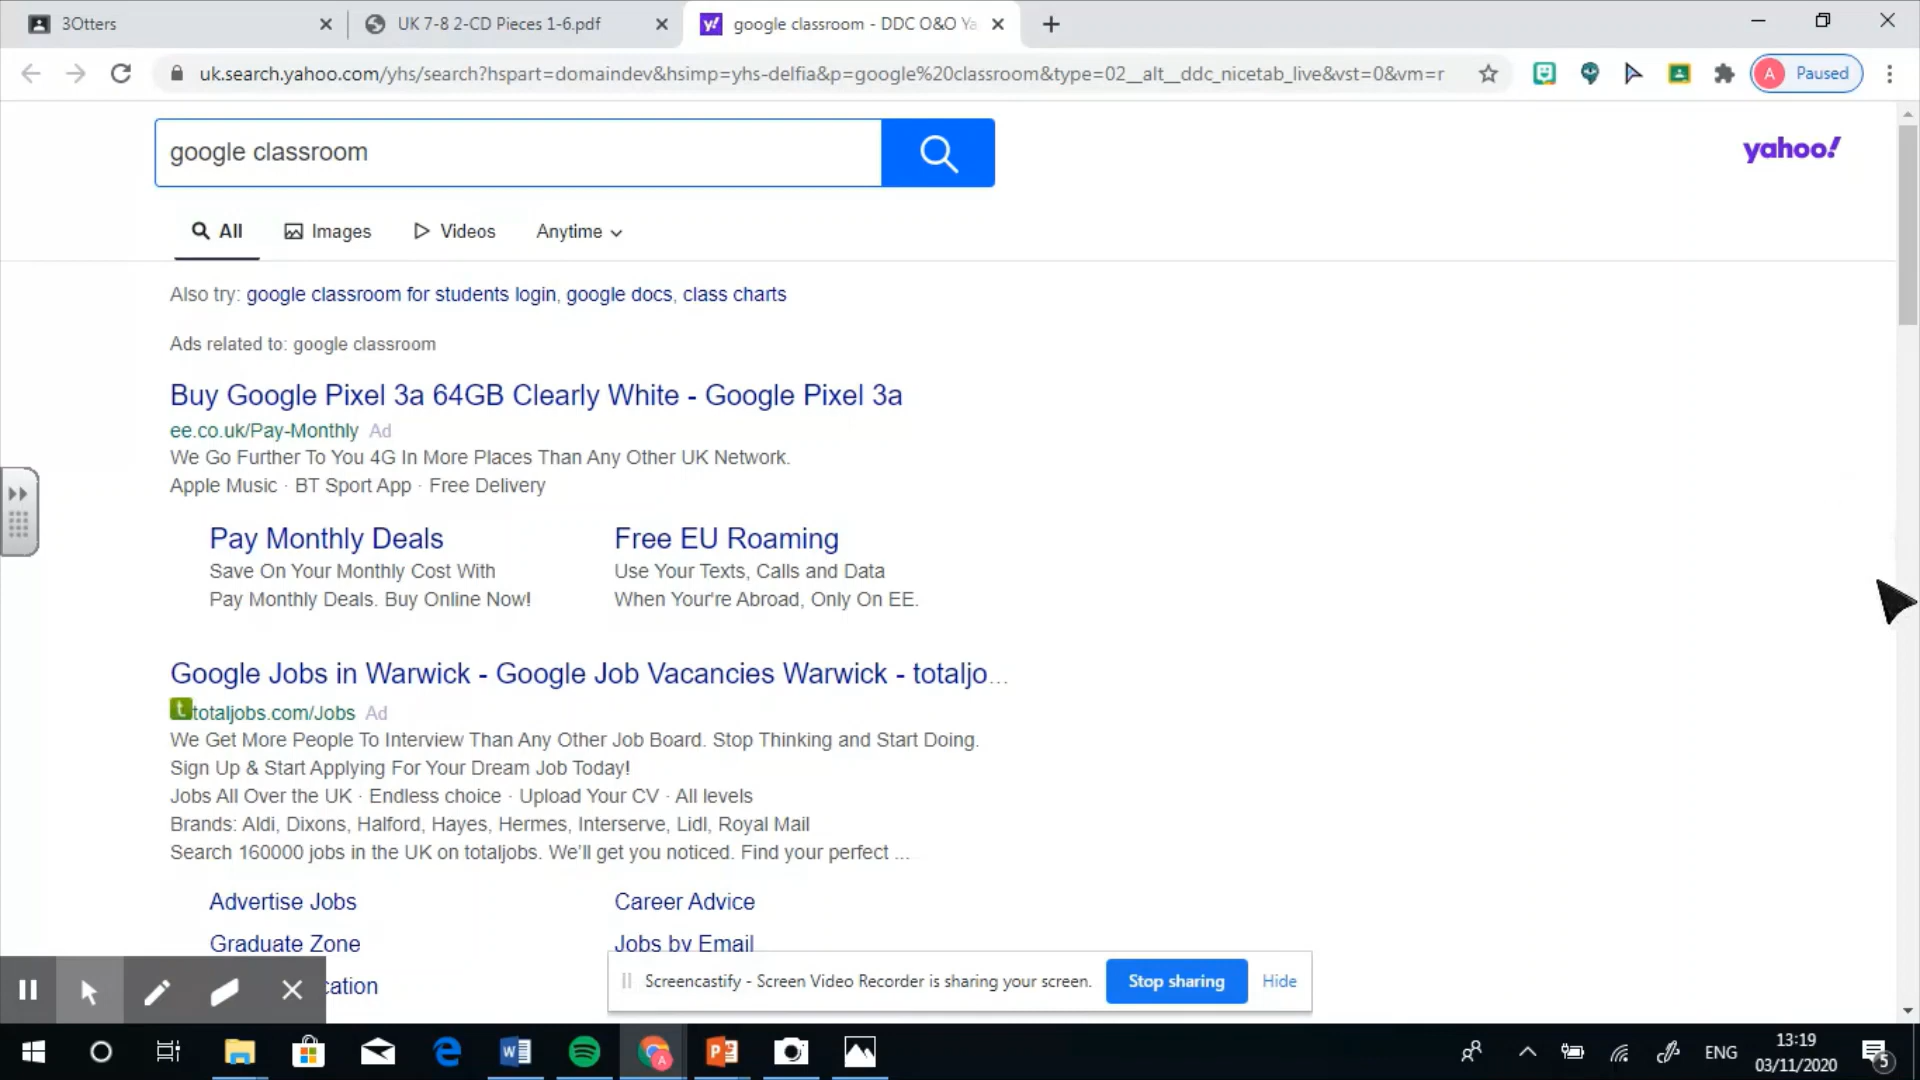 3Otters
UK 7-8 2-CD Pieces 1-6.pdf
google classroom - DDC O&O Ya
uk.search.yahoo.com/yhs/search?hspart=domaindev&hsimp=yhs-delfia&p=google%20classroom&type=02__alt__ddc_nicetab_live&vst=0&vm=r
A Paused
google classroom
yahoo!
All Images Videos Anytime
Also try: google classroom for students login, google docs, class charts
Ads related to: google classroom
Buy Google Pixel 3a 64GB Clearly White - Google Pixel 3a
ee.co.uk/Pay-Monthly Ad
We Go Further To You 4G In More Places Than Any Other UK Network.
Apple Music · BT Sport App · Free Delivery
Pay Monthly Deals
Save On Your Monthly Cost With
Pay Monthly Deals. Buy Online Now!
Free EU Roaming
Use Your Texts, Calls and Data
When Your're Abroad, Only On EE.
Google Jobs in Warwick - Google Job Vacancies Warwick - totaljo...
totaljobs.com/Jobs Ad
We Get More People To Interview Than Any Other Job Board. Stop Thinking and Start Doing.
Sign Up & Start Applying For Your Dream Job Today!
Jobs All Over the UK · Endless choice · Upload Your CV · All levels
Brands: Aldi, Dixons, Halford, Hayes, Hermes, Interserve, Lidl, Royal Mail
Search 160000 jobs in the UK on totaljobs. We'll get you noticed. Find your perfect ...
Advertise Jobs
Career Advice
Graduate Zone
Jobs by Email
cation
Screencastify - Screen Video Recorder is sharing your screen.
Stop sharing
Hide
ENG
13:19
03/11/2020
5